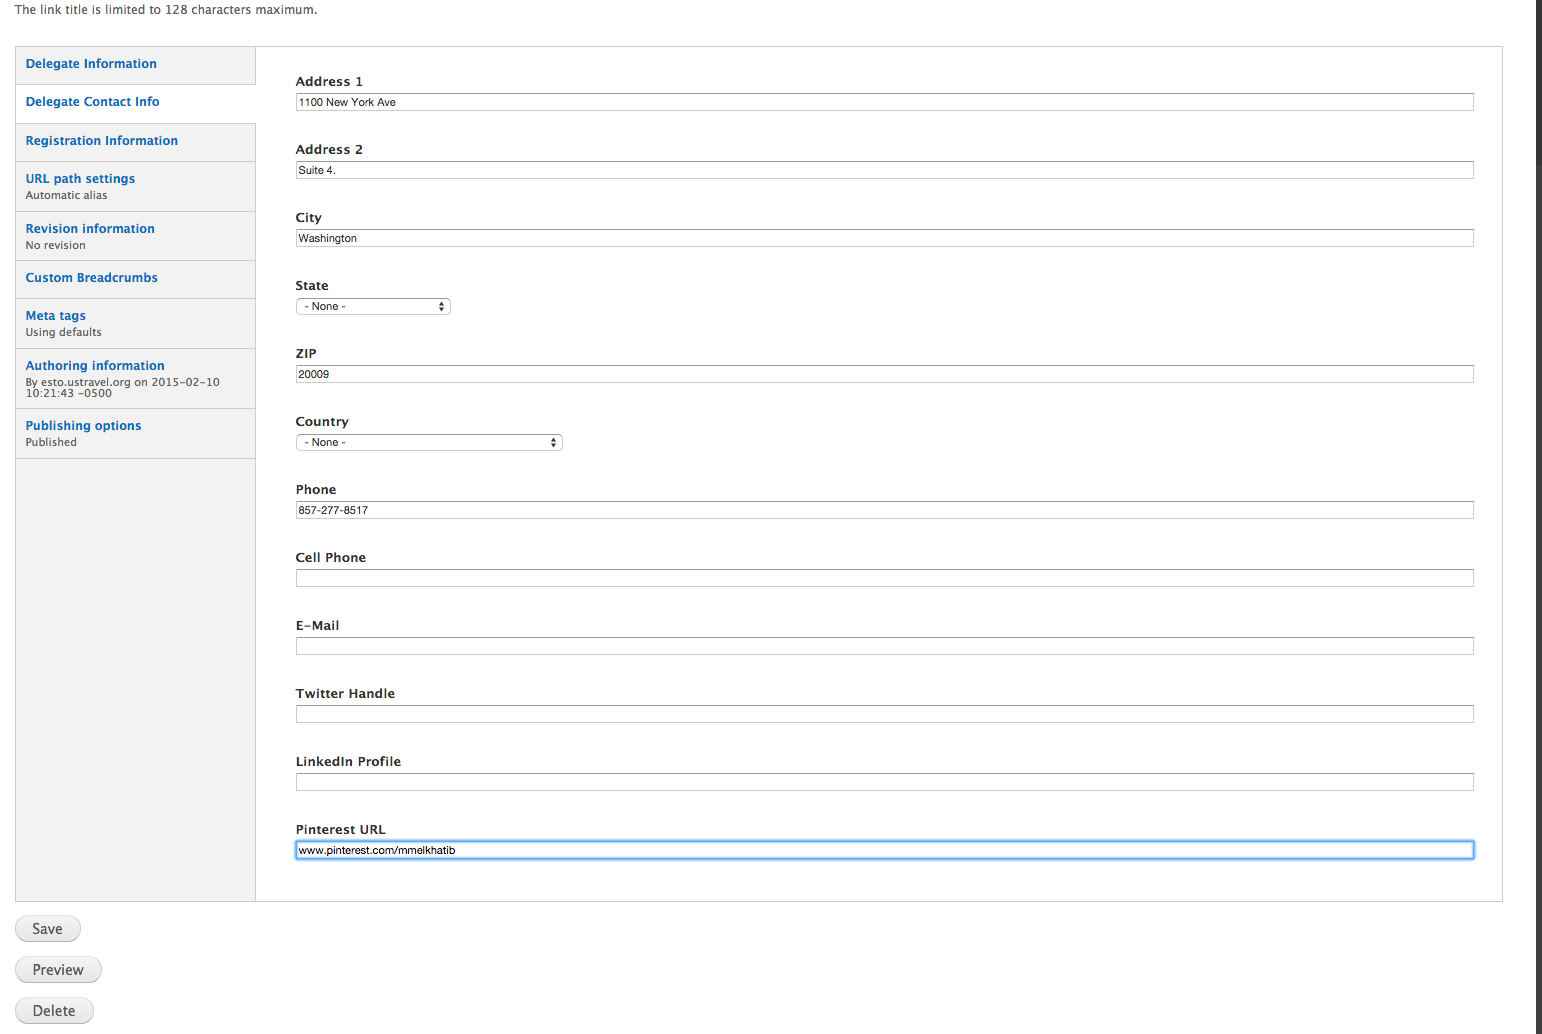 The link title is limited to 128 characters maximum.
Delegate Information
Delegate Contact Info
Registration Information
URL path settings
Automatic alias
Revision information
No revision
Custom Breadcrumbs
Meta tags
Using defaults
Authoring information
By esto.ustravel.org on 2015-02-10
10:21:43 -0500
Publishing options
Published
Address 1
1100 New York Ave
Address 2
Suite 4.
City
Washington
State
- None -
ZIP
20009
Country
- None -
Phone
857-277-8517
Cell Phone
E-Mail
Twitter Handle
LinkedIn Profile
Pinterest URL
www.pinterest.com/mmelkhatib
Save
Preview
Delete